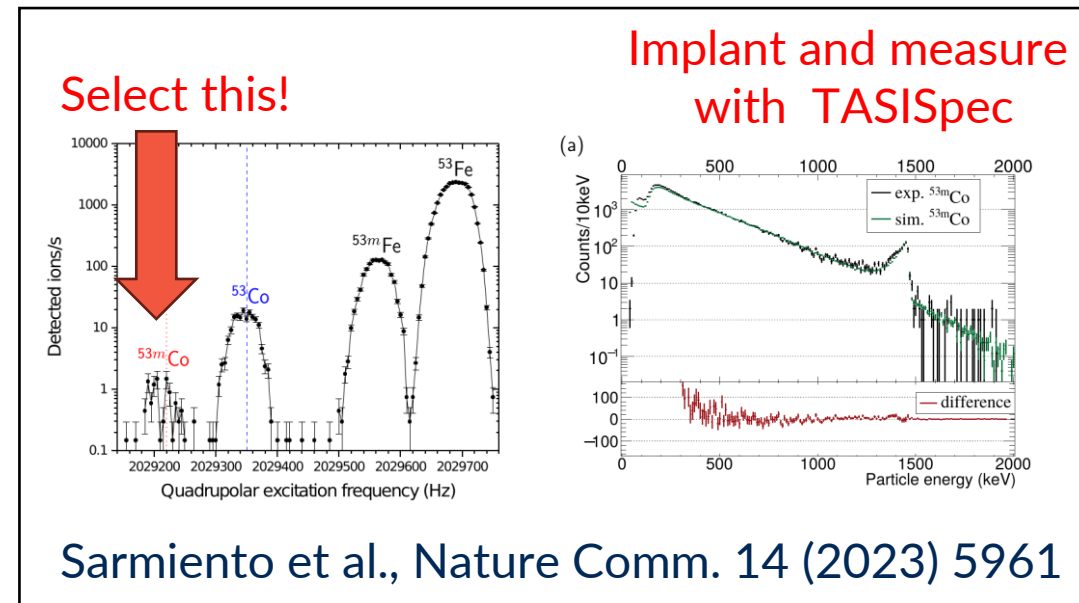 Select this!
Implant and measure
with TASISpec
10000
1000
100
10
1
0.1
Detected ions/s
53mCo
53Co
53mFe
53Fe
2029200 2029300 2029400 2029500 2029600 2029700
Quadrupolar excitation frequency (Hz)
(a)
0 500 1000 1500 2000
Counts/10keV
10³
10²
10
1
10⁻¹
exp. ⁵³ᵐCo
sim. ⁵³ᵐCo
100
0
−100
difference
0 500 1000 1500 2000
Particle energy (keV)
Sarmiento et al., Nature Comm. 14 (2023) 5961